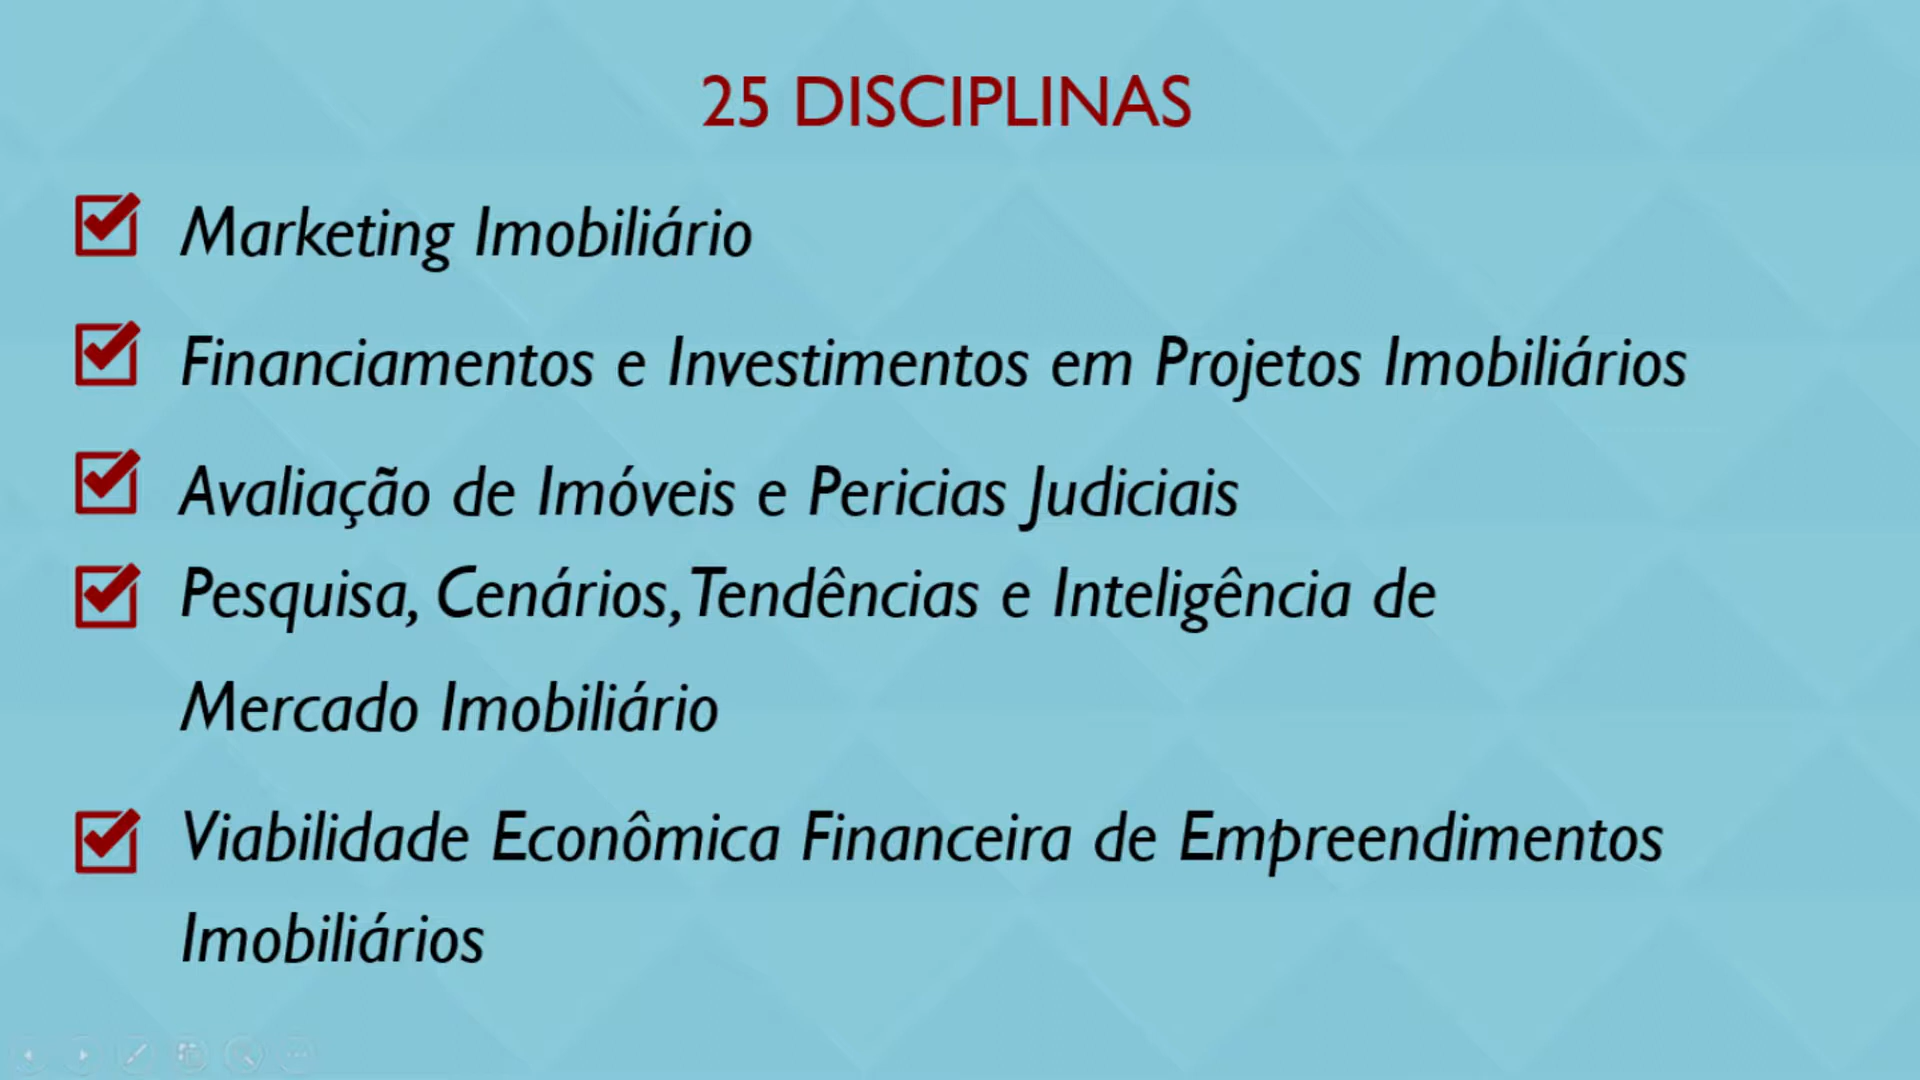 25 DISCIPLINAS
Marketing Imobiliário
Financiamentos e Investimentos em Projetos Imobiliários
Avaliação de Imóveis e Pericias Judiciais
Pesquisa, Cenários, Tendências e Inteligência de
Mercado Imobiliário
Viabilidade Econômica Financeira de Empreendimentos
Imobiliários